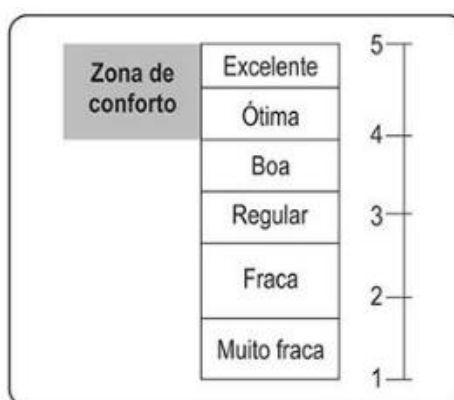 Zona de
conforto
Excelente
Ótima
Boa
Regular
Fraca
Muito fraca
5
4
3
2
1